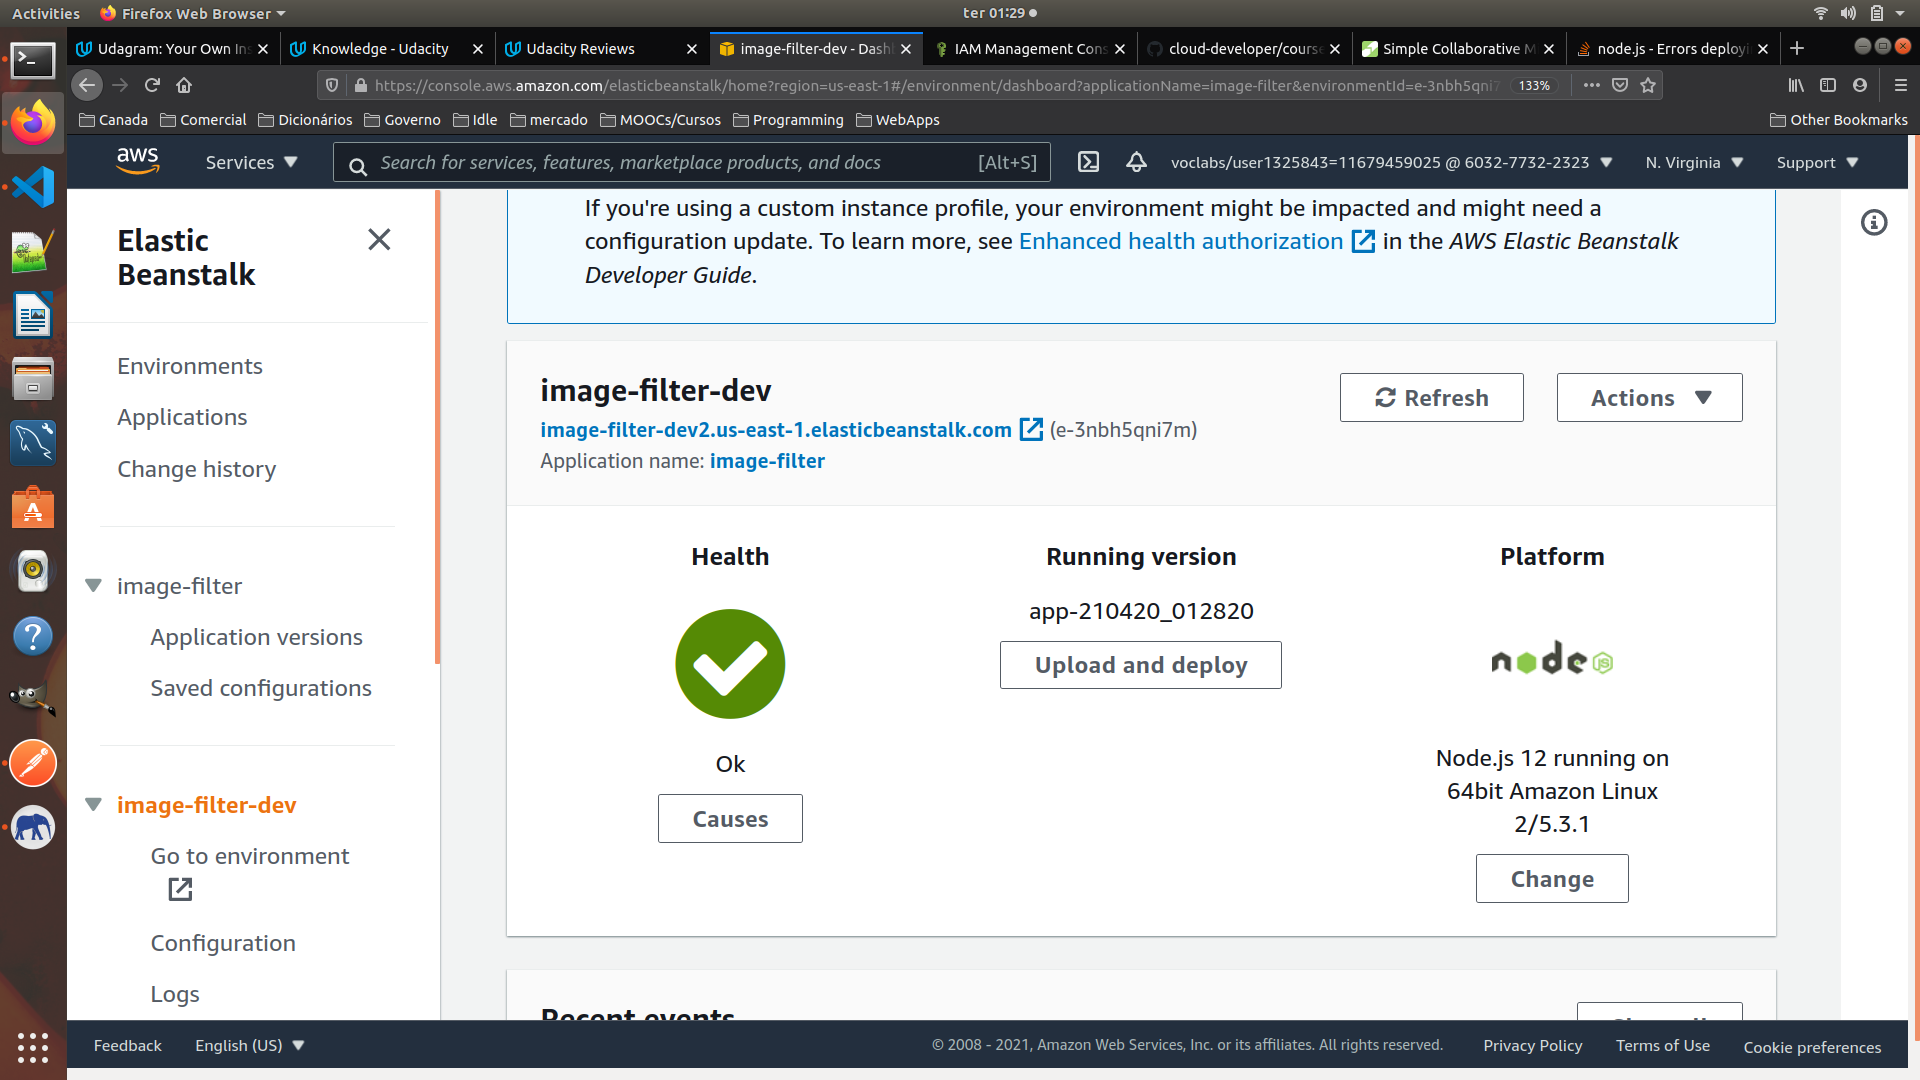 Activities
Firefox Web Browser
ter 01:29
Udagram: Your Own Ins
Knowledge - Udacity
Udacity Reviews
image-filter-dev - Dash
IAM Management Cons
cloud-developer/course
Simple Collaborative M
node.js - Errors deployin
https://console.aws.amazon.com/elasticbeanstalk/home?region=us-east-1#/environment/dashboard?applicationName=image-filter&environmentId=e-3nbh5qni7
133%
Canada
Comercial
Dicionários
Governo
Idle
mercado
MOOCs/Cursos
Programming
WebApps
Other Bookmarks
aws
Services
Search for services, features, marketplace products, and docs
[Alt+S]
voclabs/user1325843=11679459025 @ 6032-7732-2323
N. Virginia
Support
Elastic
Beanstalk
Environments
Applications
Change history
image-filter
Application versions
Saved configurations
image-filter-dev
Go to environment
Configuration
Logs
If you're using a custom instance profile, your environment might be impacted and might need a
configuration update. To learn more, see Enhanced health authorization in the AWS Elastic Beanstalk
Developer Guide.
image-filter-dev
image-filter-dev2.us-east-1.elasticbeanstalk.com (e-3nbh5qni7m)
Application name: image-filter
Refresh
Actions
Health
Ok
Causes
Running version
app-210420_012820
Upload and deploy
Platform
node JS
Node.js 12 running on
64bit Amazon Linux
2/5.3.1
Change
Recent events
Feedback
English (US)
© 2008 - 2021, Amazon Web Services, Inc. or its affiliates. All rights reserved.
Privacy Policy
Terms of Use
Cookie preferences